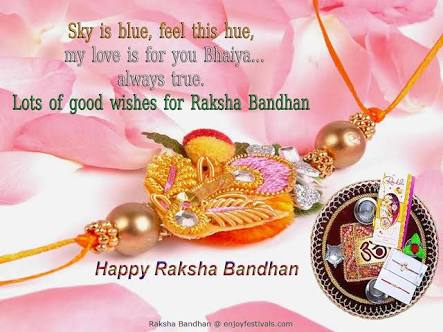 Sky is blue, feel this hue,
my love is for you Bhaiya...
always true.
Lots of good wishes for Raksha Bandhan
Happy Raksha Bandhan
Raksha Bandhan @ enjoyfestivals.com